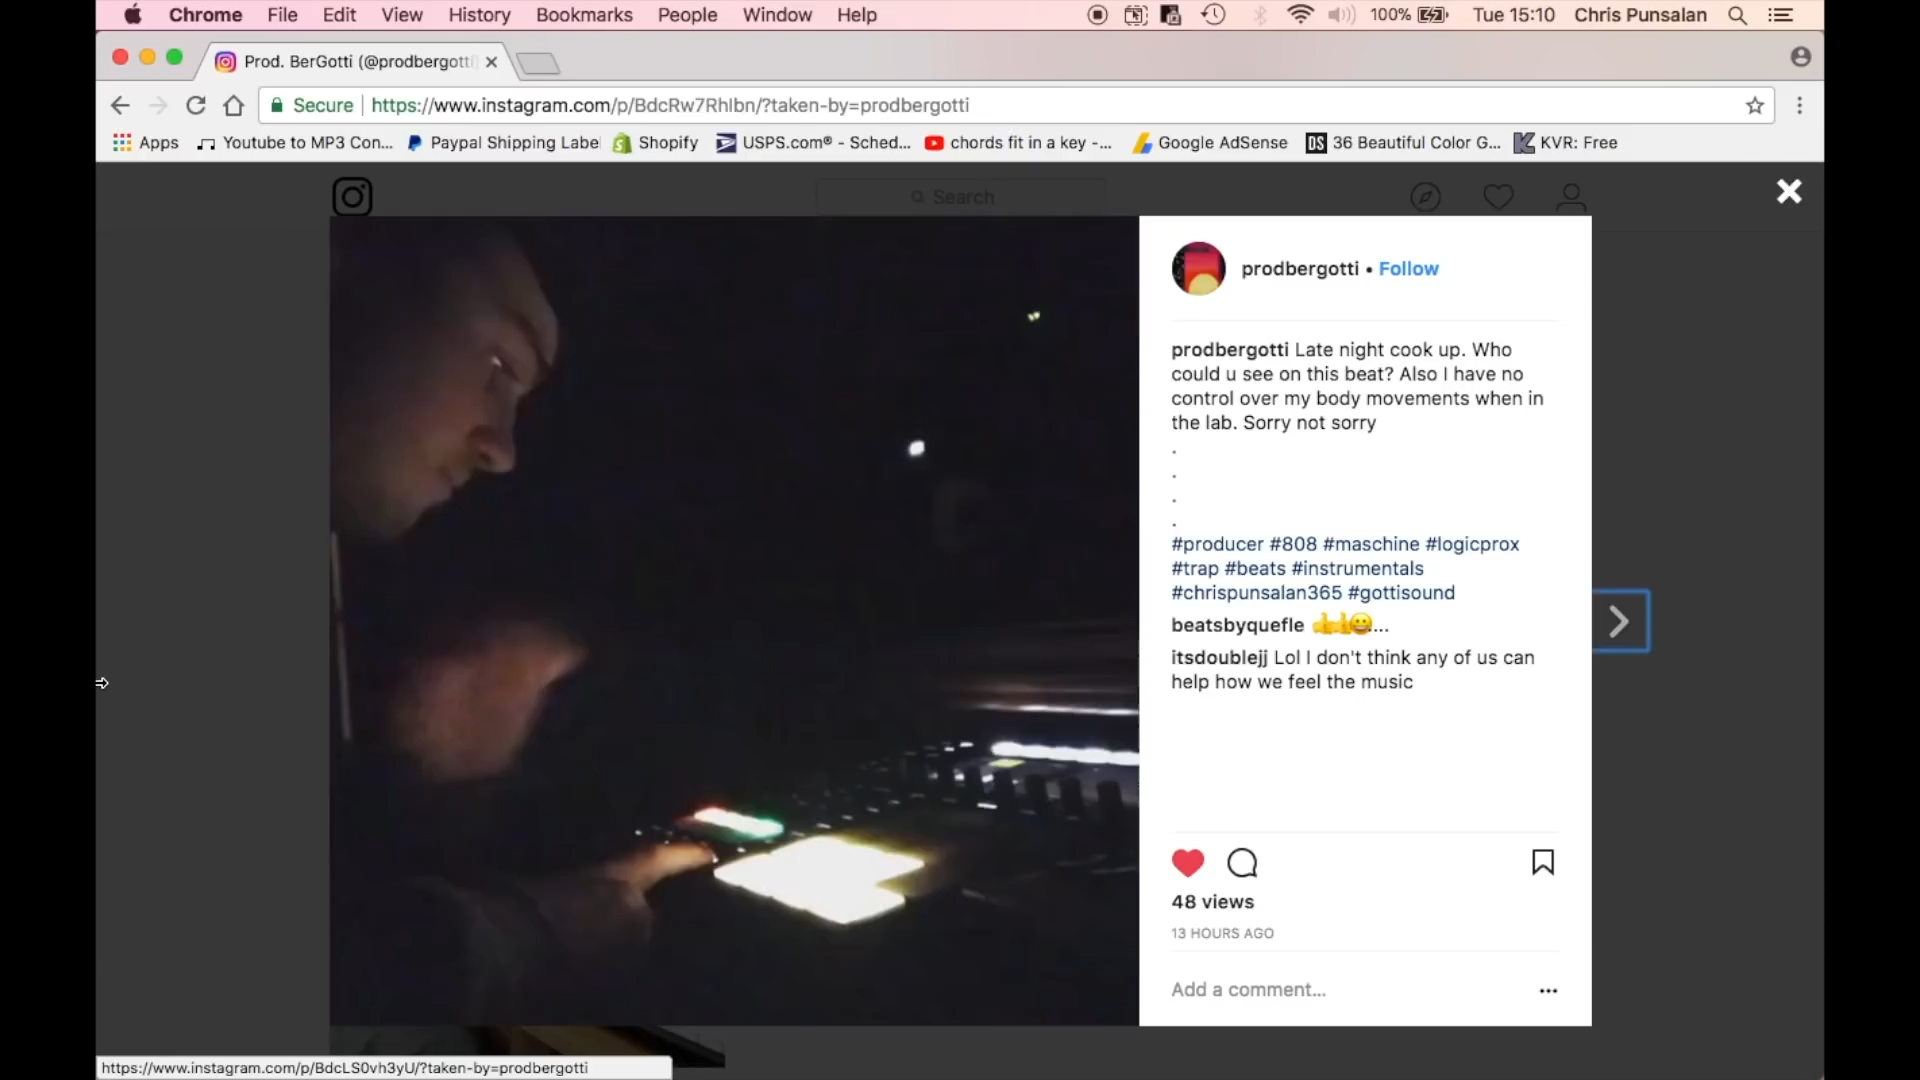 Chrome File Edit View History Bookmarks People Window Help 100% Tue 15:10 Chris Punsalan
Prod. BerGotti (@prodbergotti
Secure https://www.instagram.com/p/BdcRw7Rhlbn/?taken-by=prodbergotti
Apps Youtube to MP3 Con... Paypal Shipping Label Shopify USPS.com® - Sched... chords fit in a key -... Google AdSense DS 36 Beautiful Color G... KVR: Free
Search
prodbergotti • Follow
prodbergotti Late night cook up. Who
could u see on this beat? Also I have no
control over my body movements when in
the lab. Sorry not sorry
.
.
.
.
#producer #808 #maschine #logicprox
#trap #beats #instrumentals
#chrispunsalan365 #gottisound
beatsbyquefle 👍👍😀....
itsdoublejj Lol I don't think any of us can
help how we feel the music
48 views
13 HOURS AGO
Add a comment...
https://www.instagram.com/p/BdcLS0vh3yU/?taken-by=prodbergotti